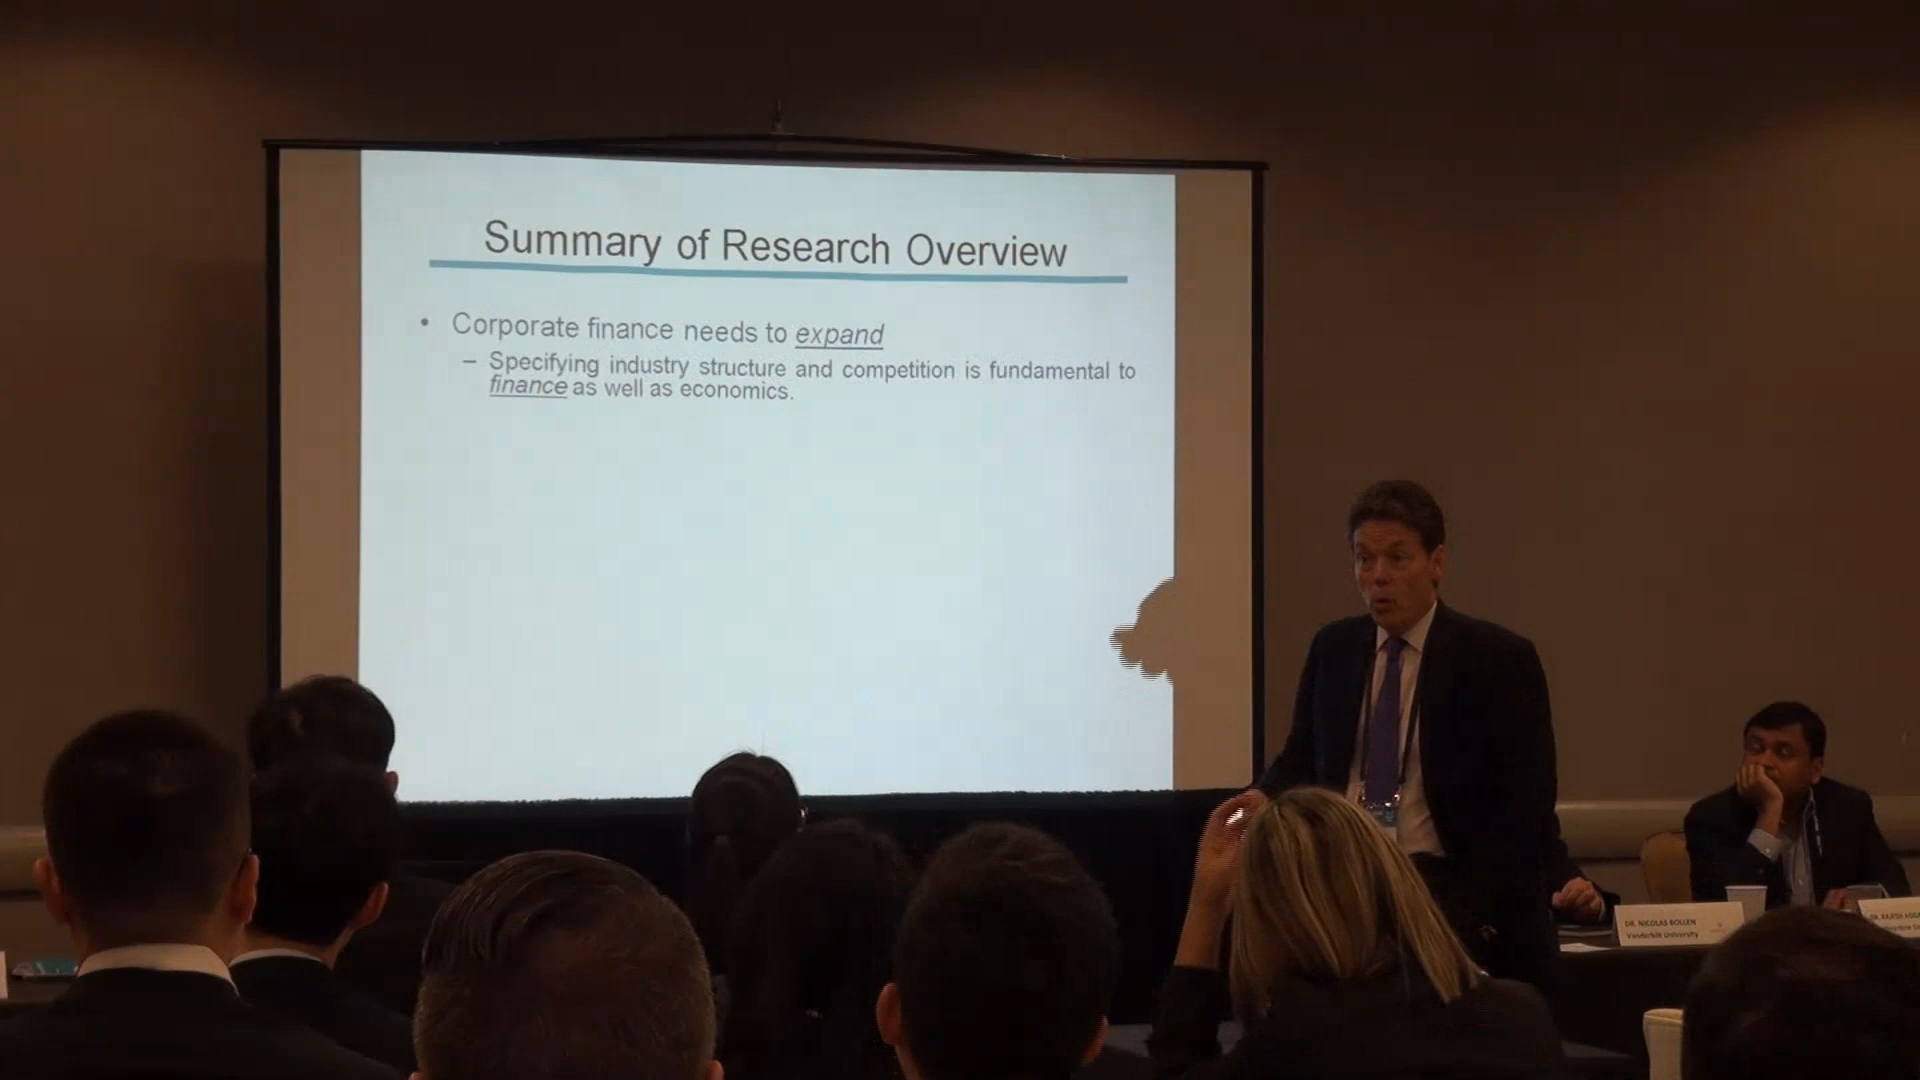 Summary of Research Overview
• Corporate finance needs to expand
– Specifying industry structure and competition is fundamental to
finance as well as economics.
DR. NICOLAS BOLLEN
Vanderbilt University